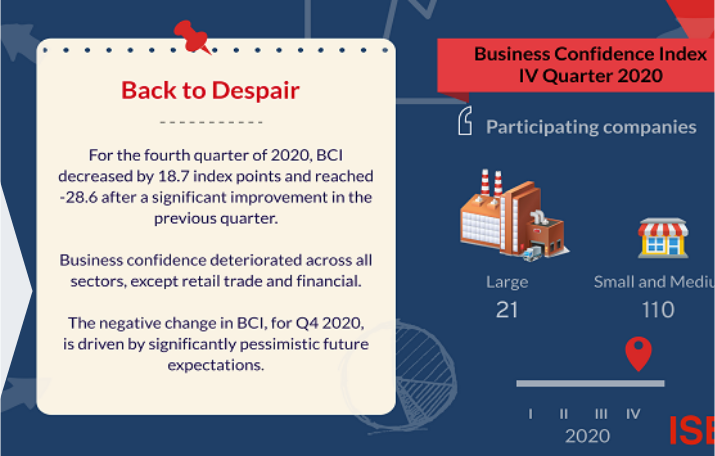 Back to Despair
For the fourth quarter of 2020, BCI
decreased by 18.7 index points and reached
-28.6 after a significant improvement in the
previous quarter.
Business confidence deteriorated across all
sectors, except retail trade and financial.
The negative change in BCI, for Q4 2020,
is driven by significantly pessimistic future
expectations.
Business Confidence Index
IV Quarter 2020
Participating companies
Large
Small and Mediu
21
110
I II III IV
2020
ISE